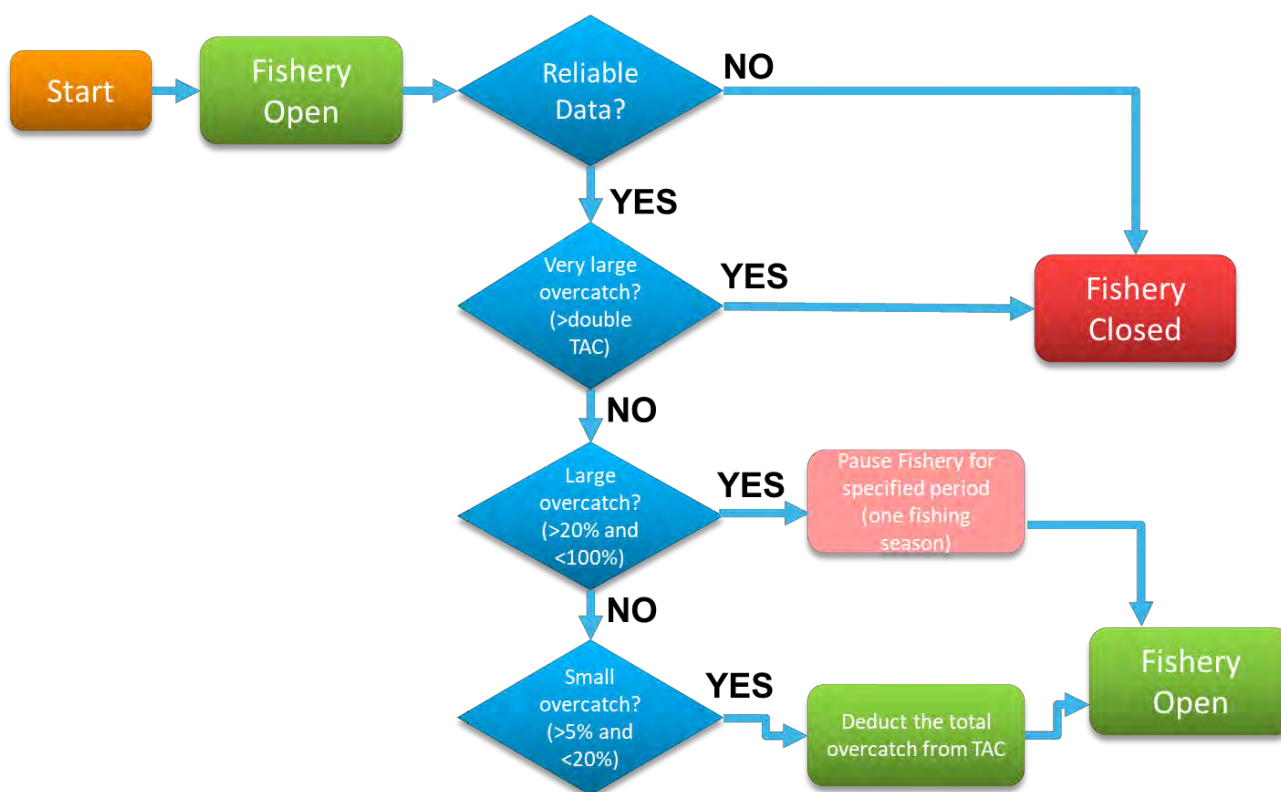 Start
Fishery
Open
Reliable
Data?
NO
YES
Very large
overcatch?
(>double
TAC)
YES
Fishery
Closed
NO
Large
overcatch?
(>20% and
<100%)
YES
Pause Fishery for
specified period
(one fishing
season)
NO
Small
overcatch?
(>5% and
<20%)
YES
Deduct the total
overcatch from TAC
Fishery
Open